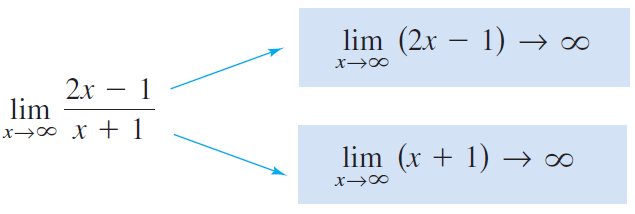 lim (2x − 1) → ∞
x→∞
2x − 1
lim
x→∞ x + 1
lim (x + 1) → ∞
x→∞